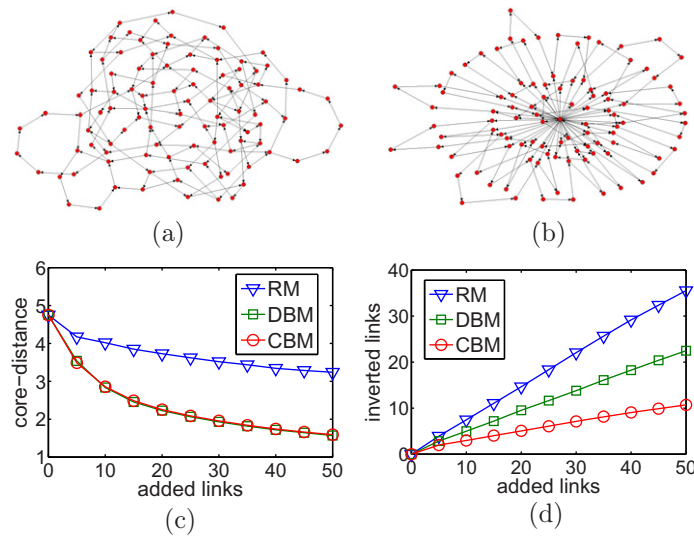 (a)
(b)
core-distance
6
5
4
3
2
1
RM
DBM
CBM
0 10 20 30 40 50
added links
(c)
inverted links
40
30
20
10
0
RM
DBM
CBM
0 10 20 30 40 50
added links
(d)